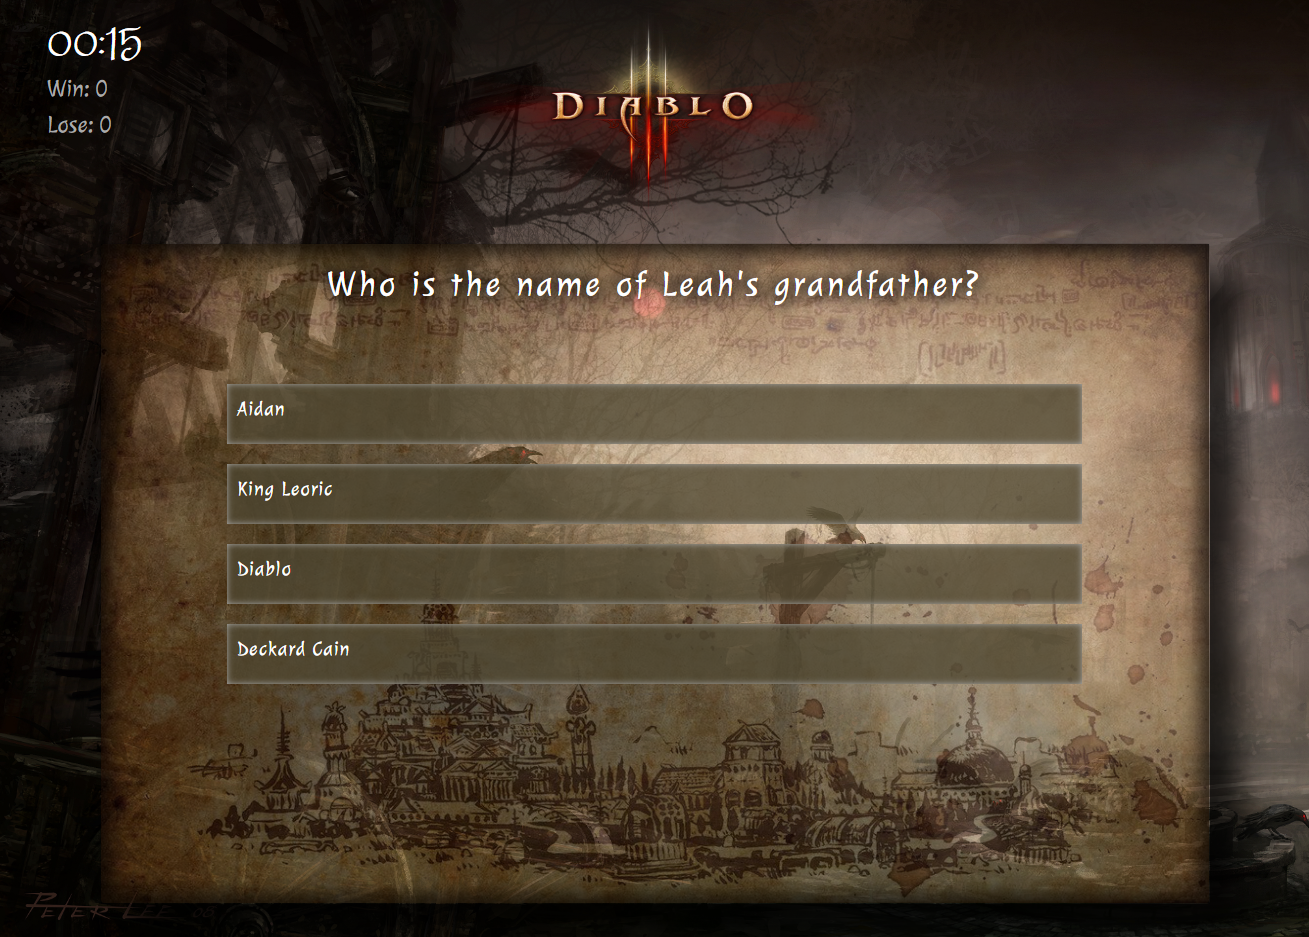 00:15
Win: 0
Lose: 0
DIABLO
III
Who is the name of Leah's grandfather?
Aidan
King Leoric
Diablo
Deckard Cain
PETER LEE